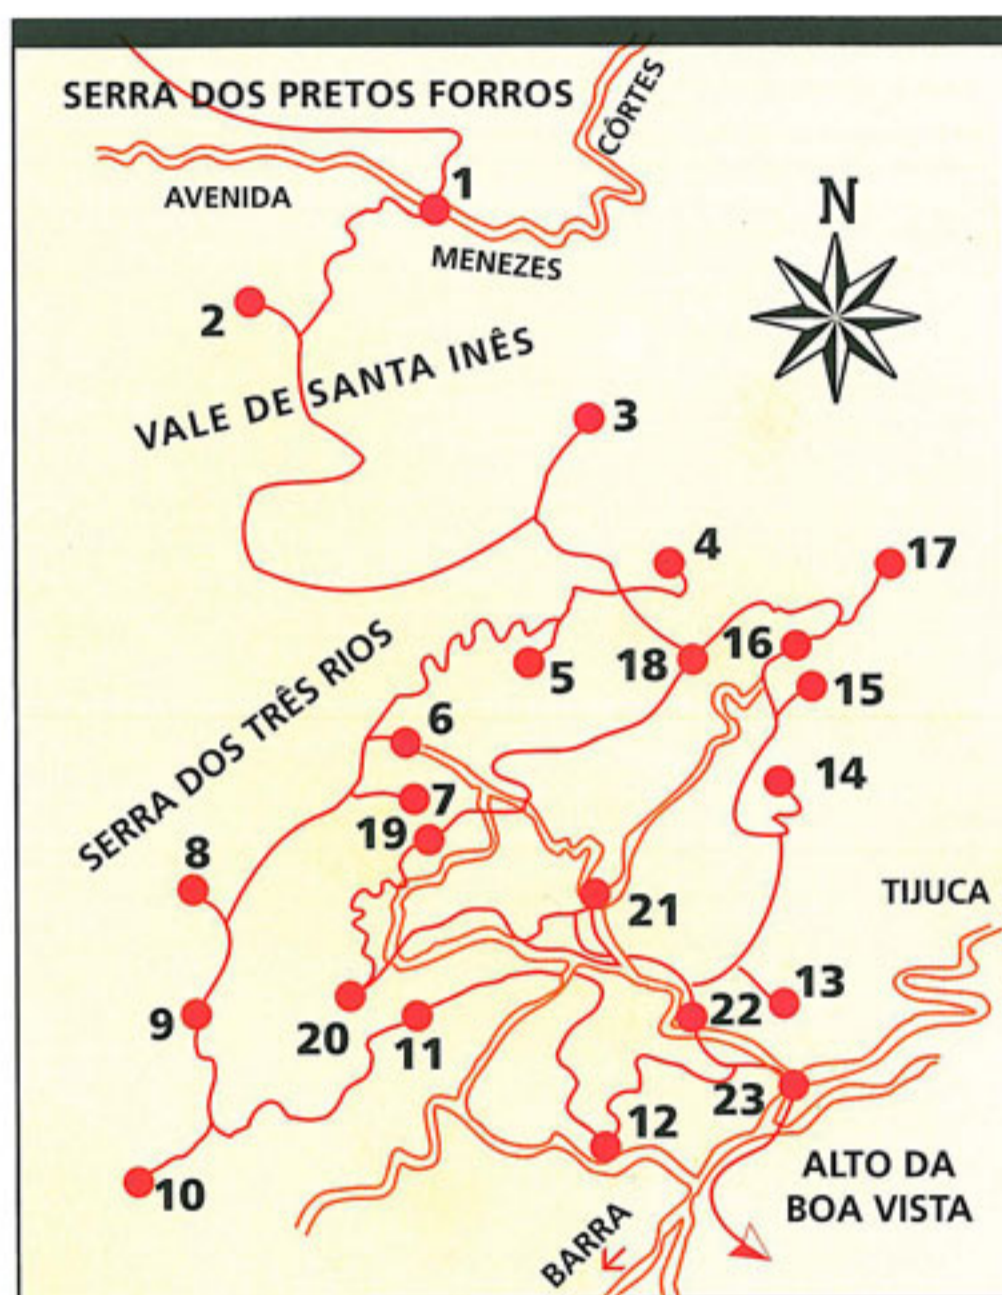 SERRA DOS PRETOS FORROS
CÔRTES
AVENIDA
1
MENEZES
N
2
VALE DE SANTA INÊS
3
4
17
SERRA DOS TRÊS RIOS
5
18
16
15
6
7
14
19
8
21
TIJUCA
9
20
11
22
13
23
12
10
ALTO DA
BOA VISTA
BARRA